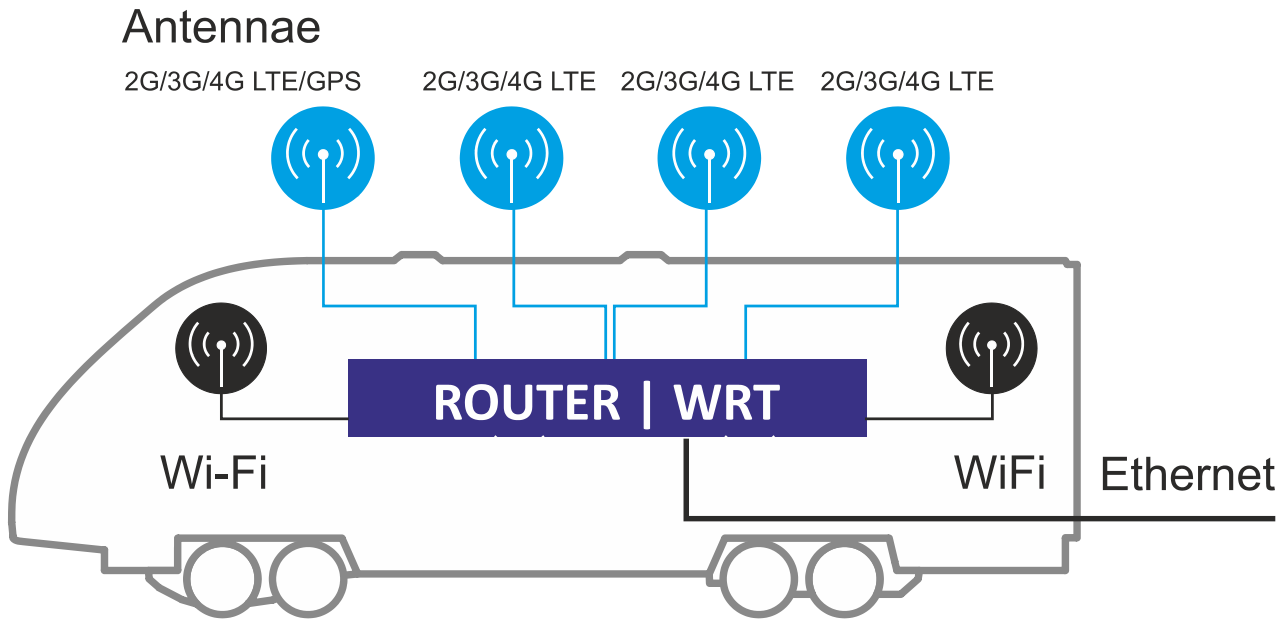 Antennae
2G/3G/4G LTE/GPS 2G/3G/4G LTE 2G/3G/4G LTE 2G/3G/4G LTE
ROUTER | WRT
Wi-Fi WiFi Ethernet